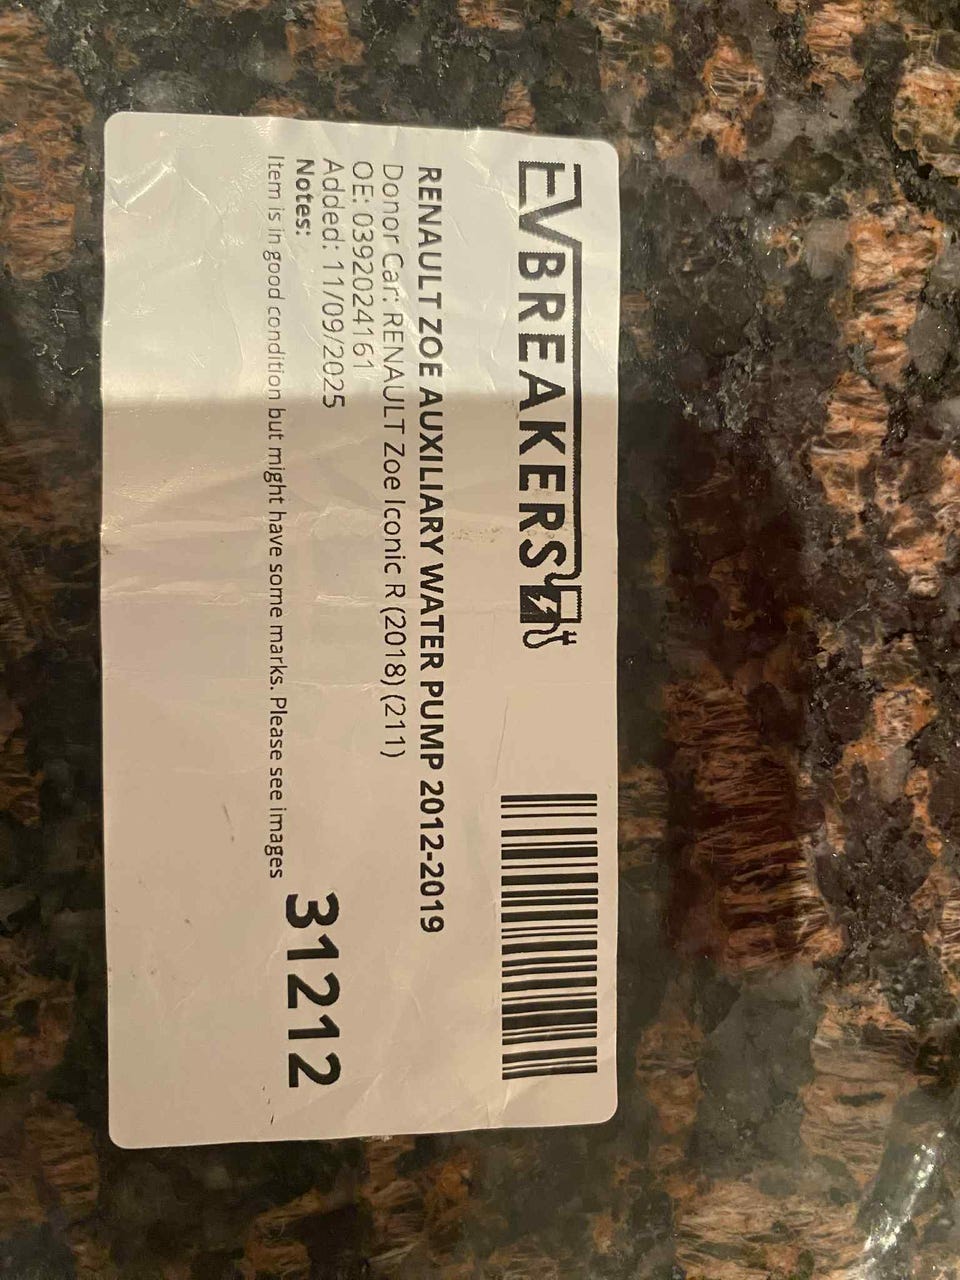 EVBREAKERS
RENAULT ZOE AUXILIARY WATER PUMP 2012-2019
Donor Car: RENAULT Zoe Iconic R (2018) (211)
OE: 0392024161
Added: 11/09/2025
Notes:
Item is in good condition but might have some marks. Please see images
31212